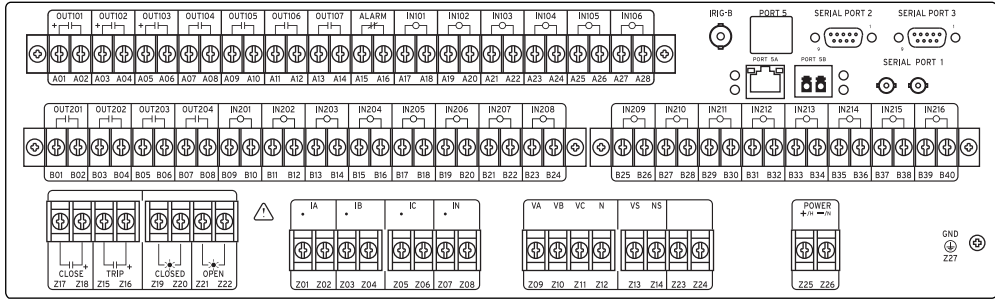 OUT101 OUT102 OUT103 OUT104 OUT105 OUT106 OUT107 ALARM IN101 IN102 IN103 IN104 IN105 IN106
+ + +
A01 A02 A03 A04 A05 A06 A07 A08 A09 A10 A11 A12 A13 A14 A15 A16 A17 A18 A19 A20 A21 A22 A23 A24 A25 A26 A27 A28
IRIG-B PORT 5 SERIAL PORT 2 SERIAL PORT 3
1 1
9 9
PORT 5A PORT 5B SERIAL PORT 1
OUT201 OUT202 OUT203 OUT204 IN201 IN202 IN203 IN204 IN205 IN206 IN207 IN208
B01 B02 B03 B04 B05 B06 B07 B08 B09 B10 B11 B12 B13 B14 B15 B16 B17 B18 B19 B20 B21 B22 B23 B24
IN209 IN210 IN211 IN212 IN213 IN214 IN215 IN216
B25 B26 B27 B28 B29 B30 B31 B32 B33 B34 B35 B36 B37 B38 B39 B40
+ +
CLOSE TRIP CLOSED OPEN
Z17 Z18 Z15 Z16 Z19 Z20 Z21 Z22
IA IB IC IN
Z01 Z02 Z03 Z04 Z05 Z06 Z07 Z08
VA VB VC N VS NS
Z09 Z10 Z11 Z12 Z13 Z14 Z23 Z24
POWER
+/H −/N
Z25 Z26
GND
Z27